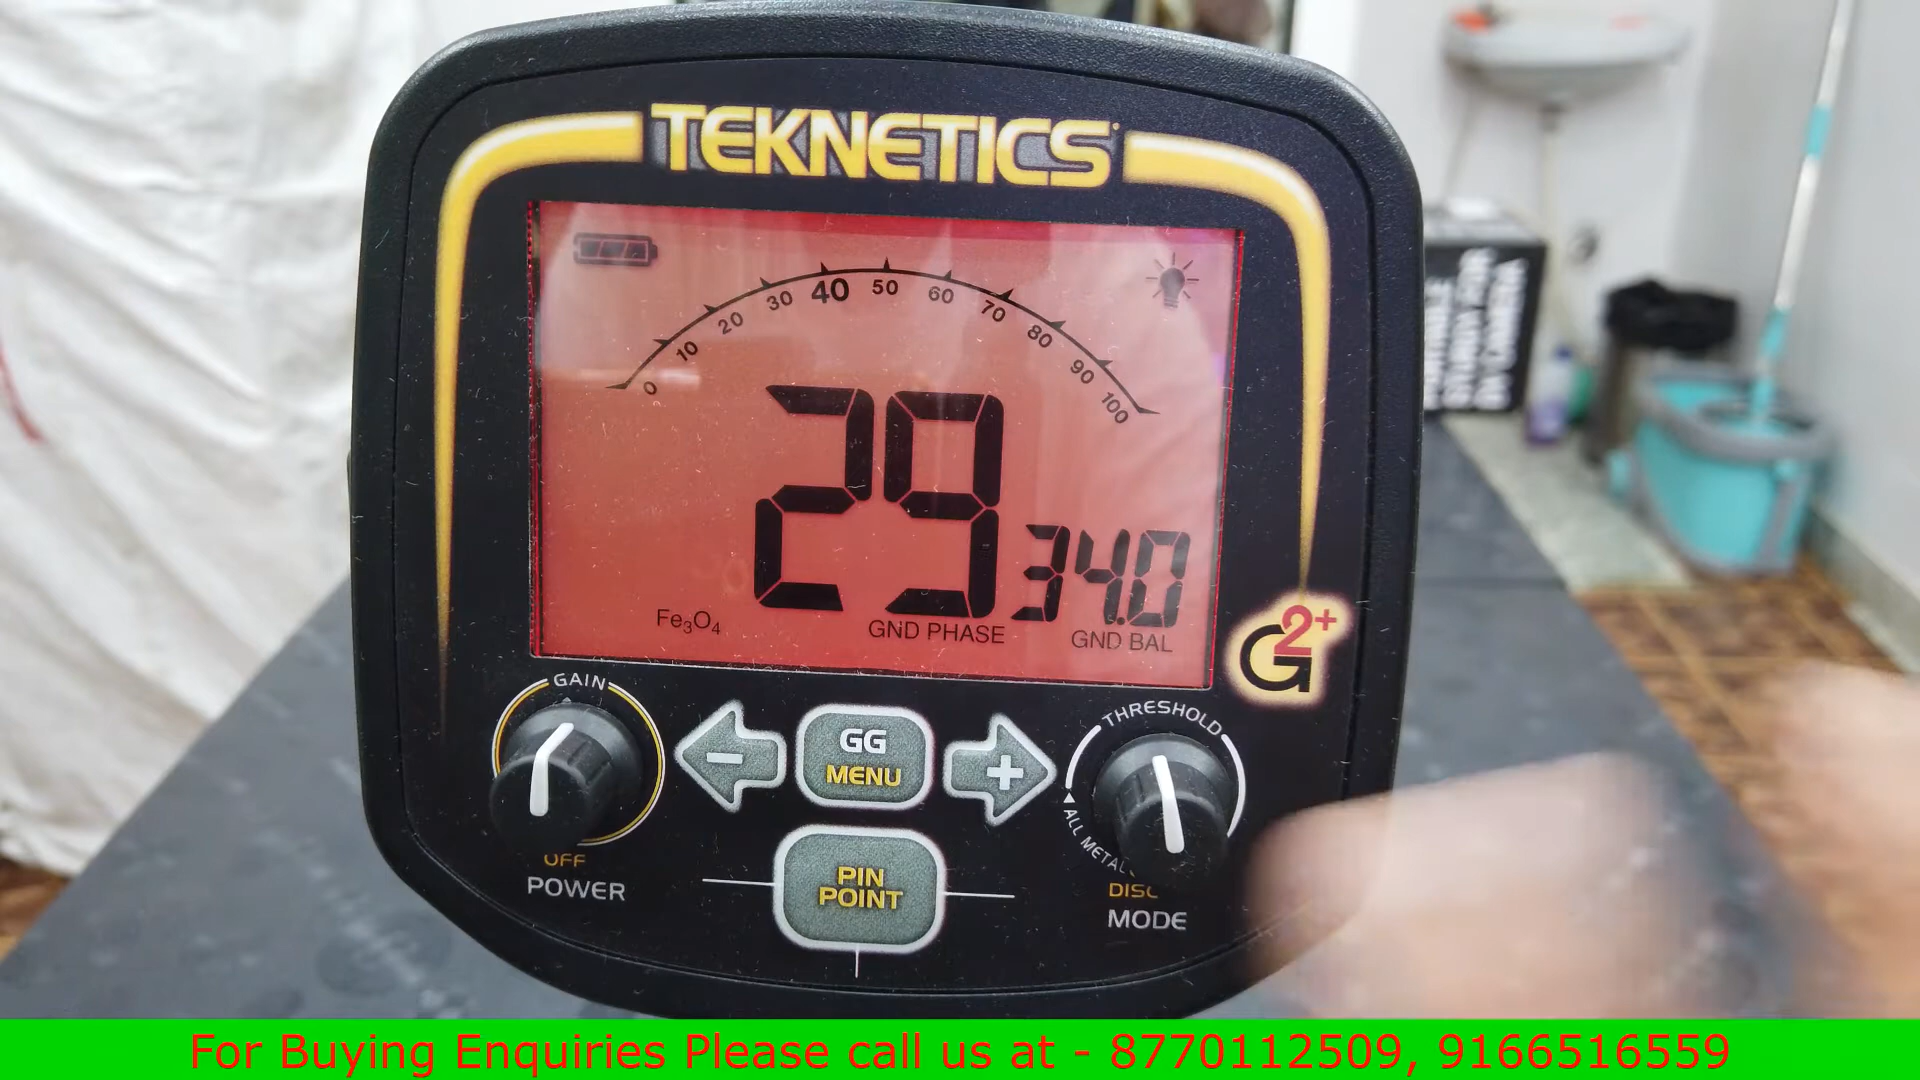 TEKNETICS
0 10 20 30 40 50 60 70 80 90 100
29
34.0
Fe3O4
GND PHASE
GND BAL
G2+
GAIN
THRESHOLD
GG
MENU
-
+
ALL METAL
PIN
POINT
OFF
POWER
DISC
MODE
For Buying Enquiries Please call us at - 8770112509, 9166516559